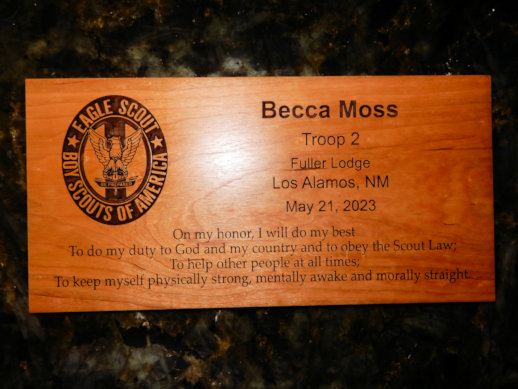 EAGLE SCOUT
BOY SCOUTS OF AMERICA
BE PREPARED
Becca Moss
Troop 2
Fuller Lodge
Los Alamos, NM
May 21, 2023
On my honor, I will do my best
To do my duty to God and my country and to obey the Scout Law;
To help other people at all times;
To keep myself physically strong, mentally awake and morally straight.